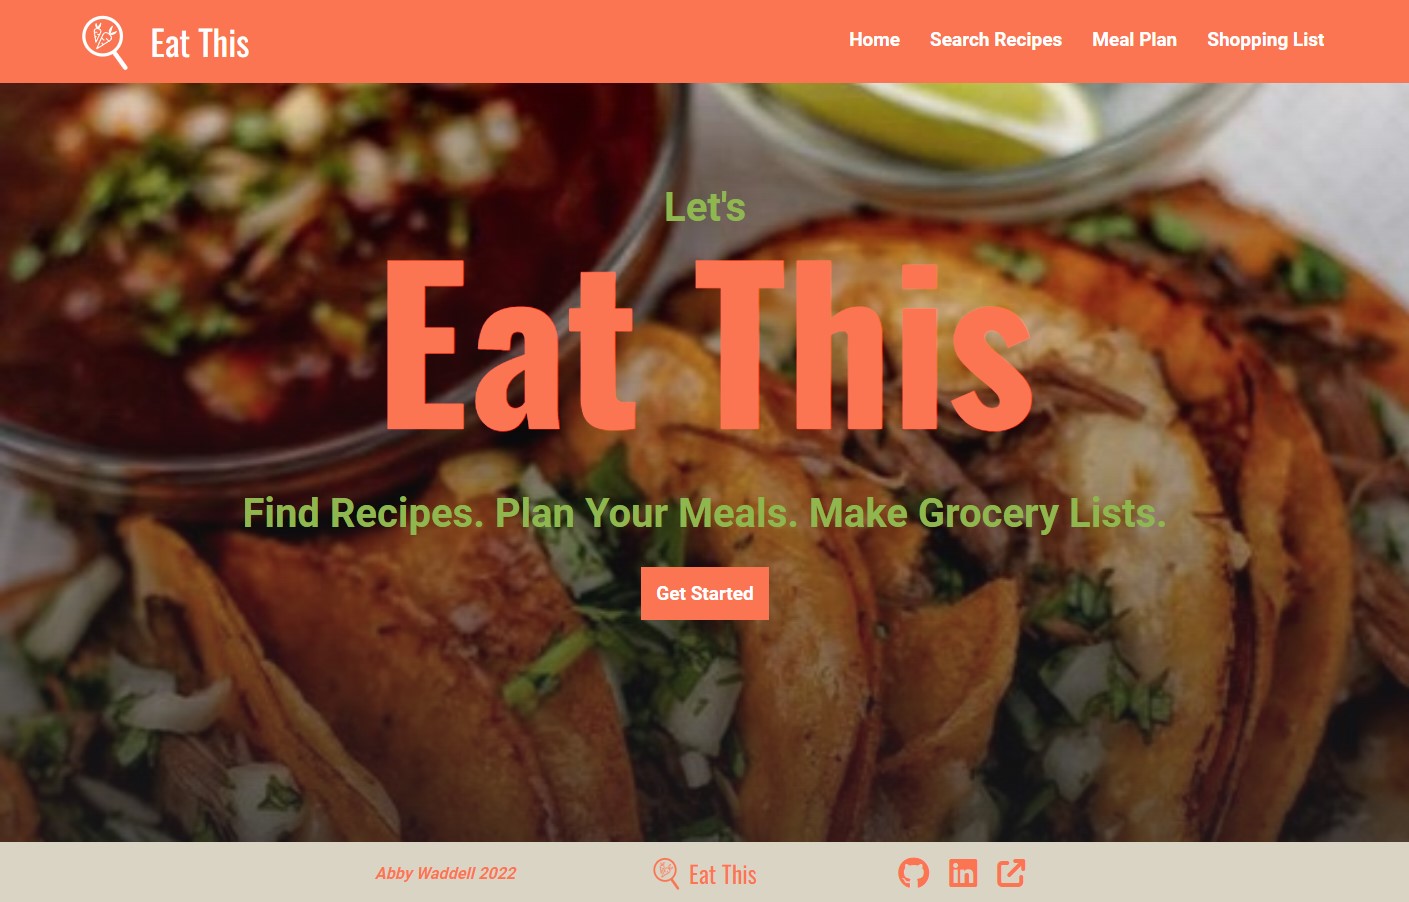 Eat This
Home Search Recipes Meal Plan Shopping List
Let's
Eat This
Find Recipes. Plan Your Meals. Make Grocery Lists.
Get Started
Abby Waddell 2022
Eat This
in